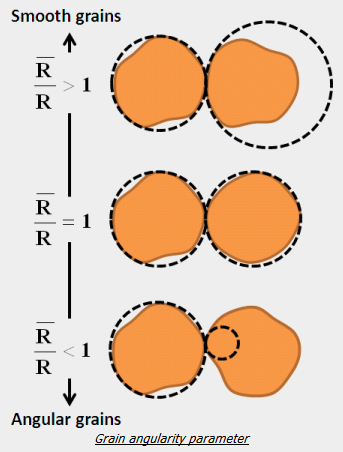 Smooth grains
R̅/R > 1
R̅/R = 1
R̅/R < 1
Angular grains
Grain angularity parameter